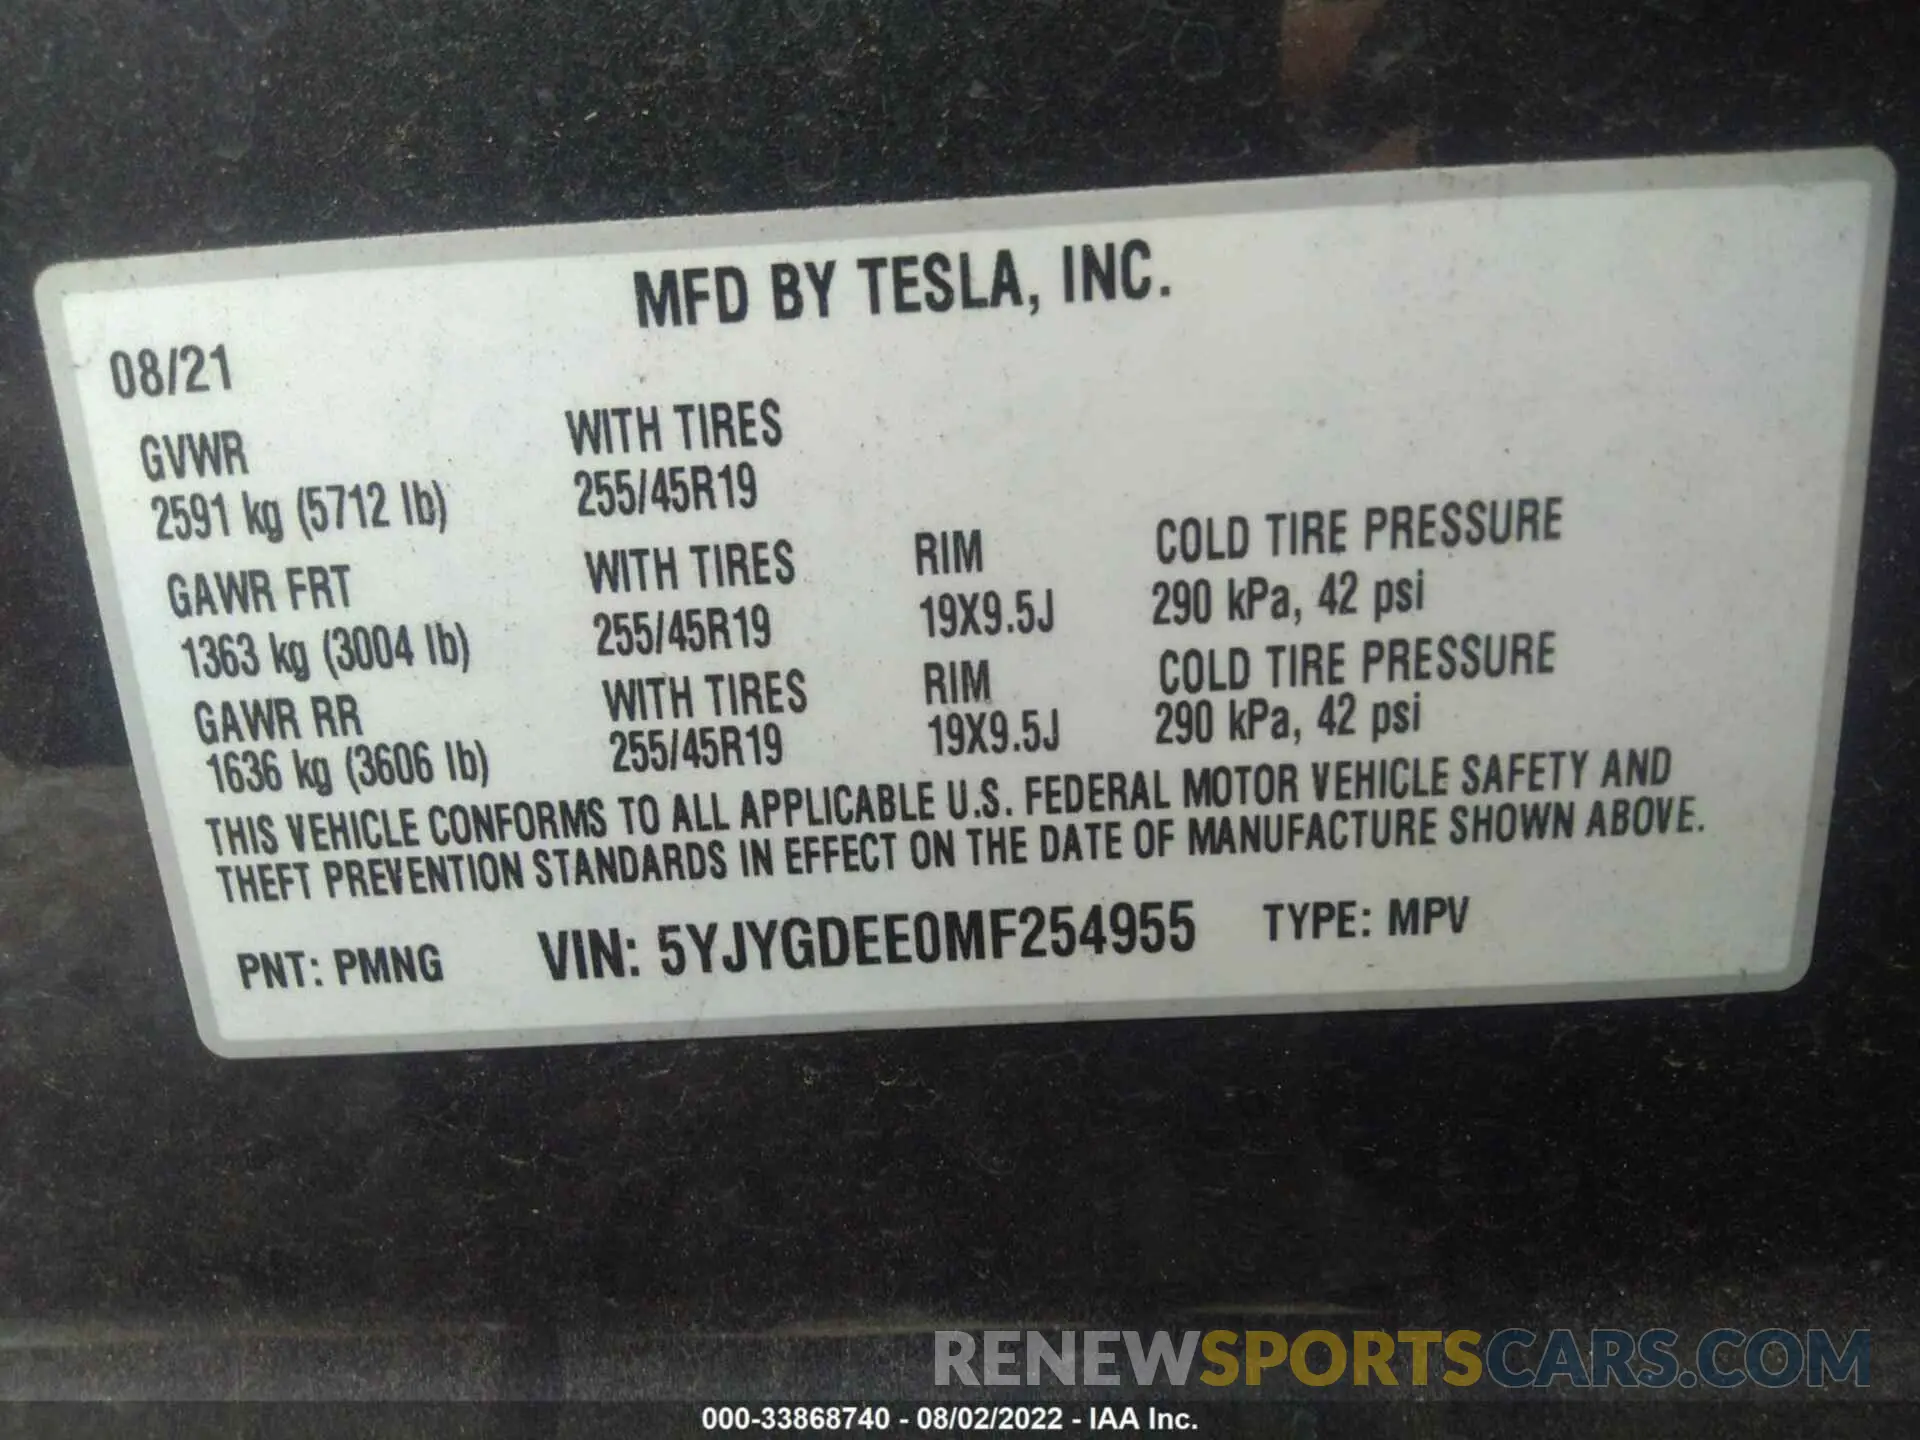 MFD BY TESLA, INC.
08/21
GVWR WITH TIRES
2591 kg (5712 lb) 255/45R19
GAWR FRT WITH TIRES RIM COLD TIRE PRESSURE
1363 kg (3004 lb) 255/45R19 19X9.5J 290 kPa, 42 psi
GAWR RR WITH TIRES RIM COLD TIRE PRESSURE
1636 kg (3606 lb) 255/45R19 19X9.5J 290 kPa, 42 psi
THIS VEHICLE CONFORMS TO ALL APPLICABLE U.S. FEDERAL MOTOR VEHICLE SAFETY AND
THEFT PREVENTION STANDARDS IN EFFECT ON THE DATE OF MANUFACTURE SHOWN ABOVE.
PNT: PMNG VIN: 5YJYGDEE0MF254955 TYPE: MPV
RENEWSPORTSCARS.COM
000-33868740 - 08/02/2022 - IAA Inc.